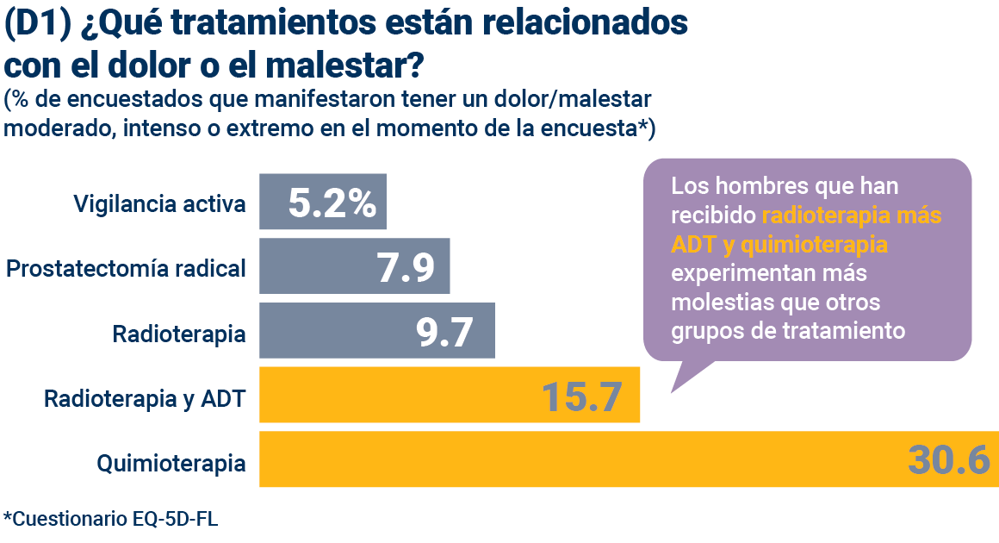 (D1) ¿Qué tratamientos están relacionados
con el dolor o el malestar?
(% de encuestados que manifestaron tener un dolor/malestar
moderado, intenso o extremo en el momento de la encuesta*)
Vigilancia activa 5.2%
Prostatectomía radical 7.9
Radioterapia 9.7
Radioterapia y ADT 15.7
Quimioterapia 30.6
Los hombres que han
recibido radioterapia más
ADT y quimioterapia
experimentan más
molestias que otros
grupos de tratamiento
*Cuestionario EQ-5D-FL